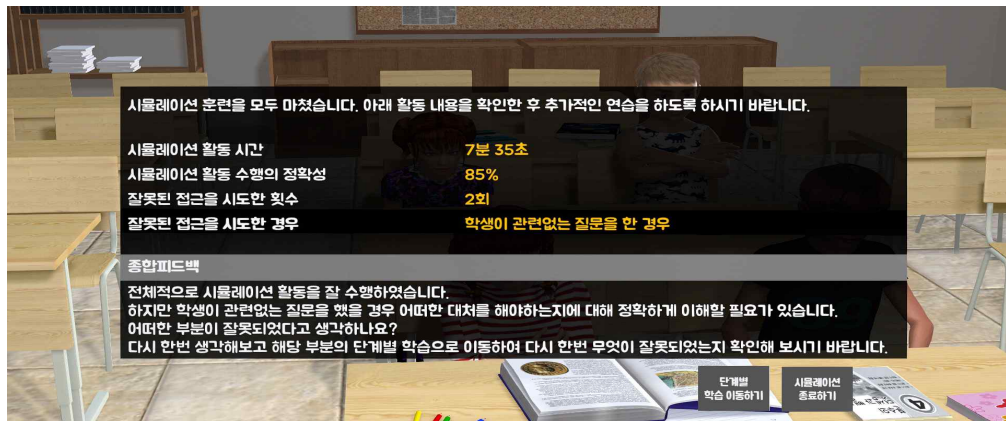 시뮬레이션 훈련을 모두 마쳤습니다. 아래 활동 내용을 확인한 후 추가적인 연습을 하도록 하시기 바랍니다.
시뮬레이션 활동 시간 7분 35초
시뮬레이션 활동 수행의 정확성 85%
잘못된 접근을 시도한 횟수 2회
잘못된 접근을 시도한 경우 학생이 관련없는 질문을 한 경우
종합피드백
전체적으로 시뮬레이션 활동을 잘 수행하였습니다.
하지만 학생이 관련없는 질문을 했을 경우 어떠한 대처를 해야하는지에 대해 정확하게 이해할 필요가 있습니다.
어떠한 부분이 잘못되었다고 생각하나요?
다시 한번 생각해보고 해당 부분의 단계별 학습으로 이동하여 다시 한번 무엇이 잘못되었는지 확인해 보시기 바랍니다.
단계별
학습 이동하기
시뮬레이션
종료하기
4